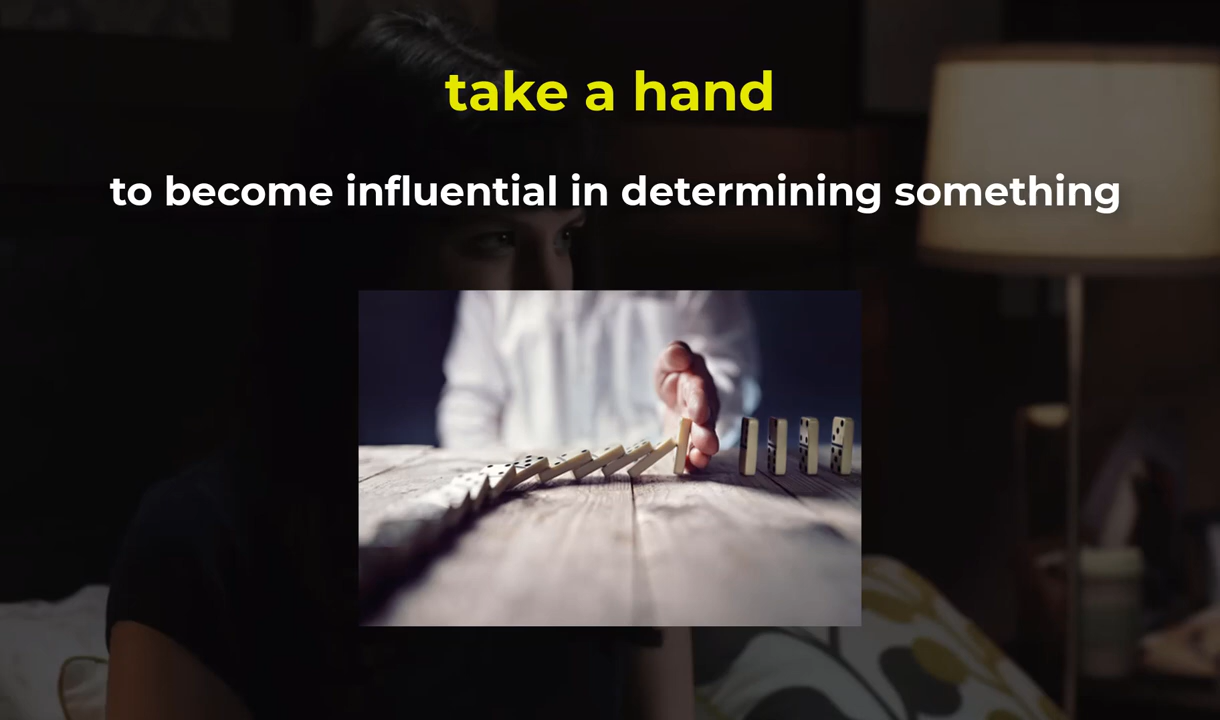 take a hand
to become influential in determining something